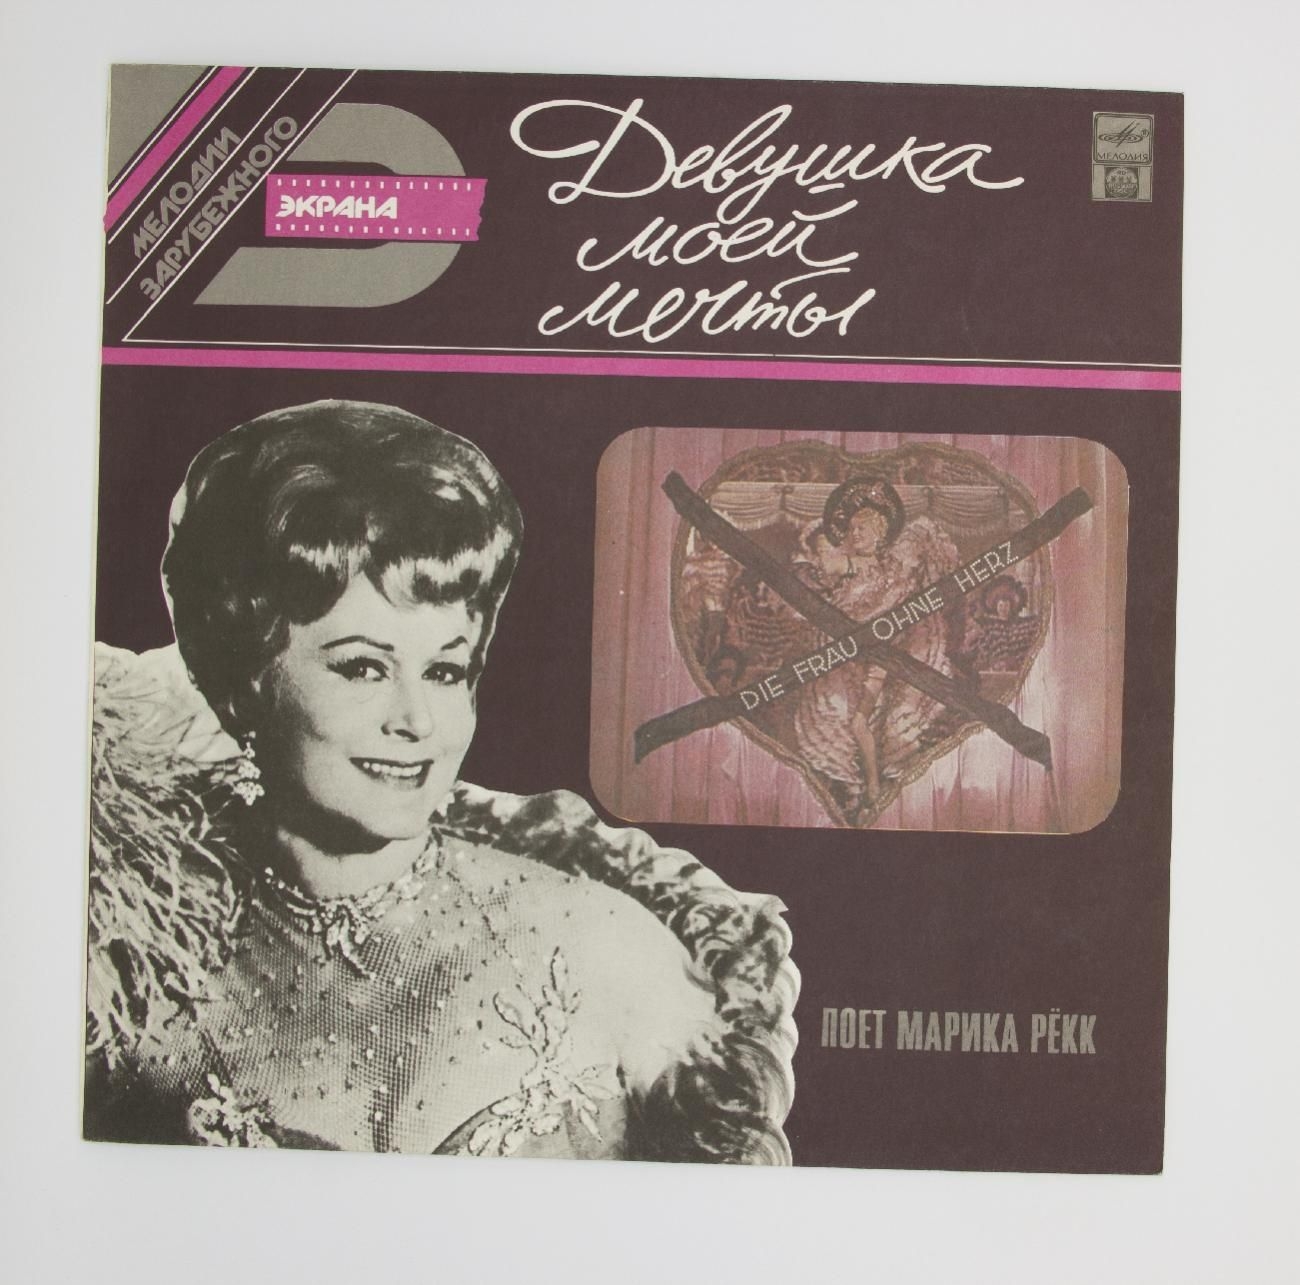 МЕЛОДИИ
ЗАРУБЕЖНОГО
ЭКРАНА
Девушка
моей
мечты
МЕЛОДИЯ
DIE FRAU OHNE HERZ
ПОЕТ МАРИКА РЁКК